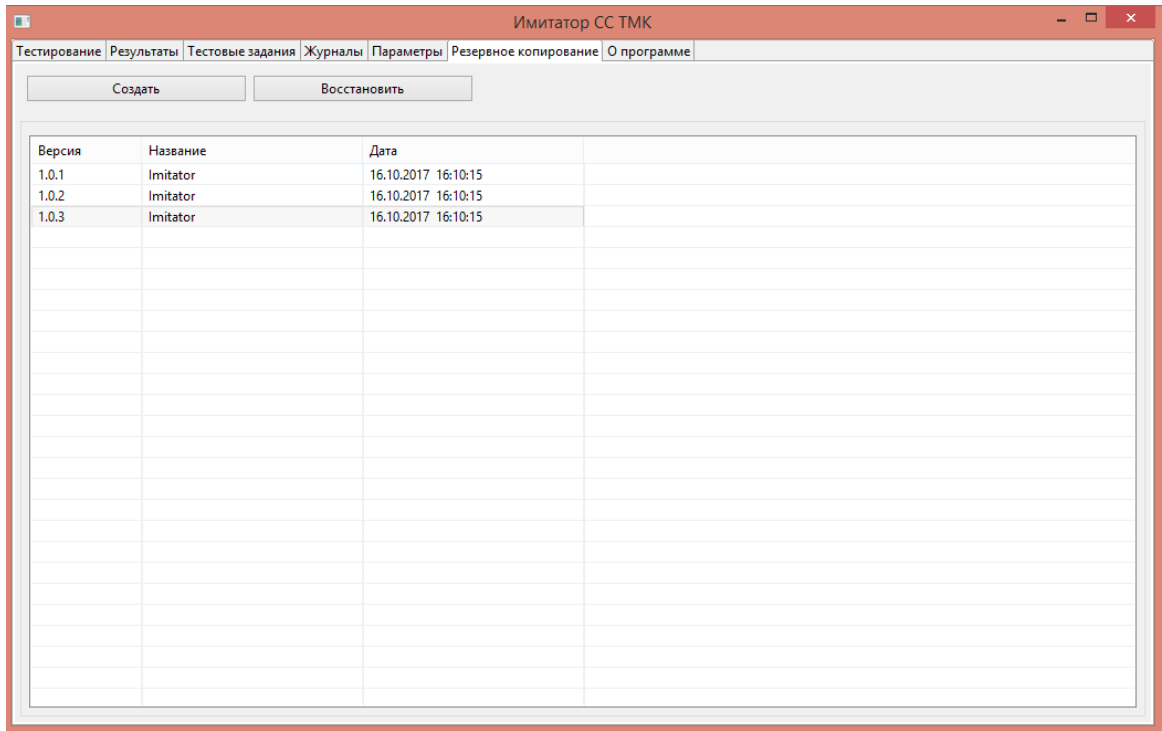 Имитатор СС ТМК
Тестирование Результаты Тестовые задания Журналы Параметры Резервное копирование О программе
Создать Восстановить
Версия Название Дата
1.0.1 Imitator 16.10.2017 16:10:15
1.0.2 Imitator 16.10.2017 16:10:15
1.0.3 Imitator 16.10.2017 16:10:15